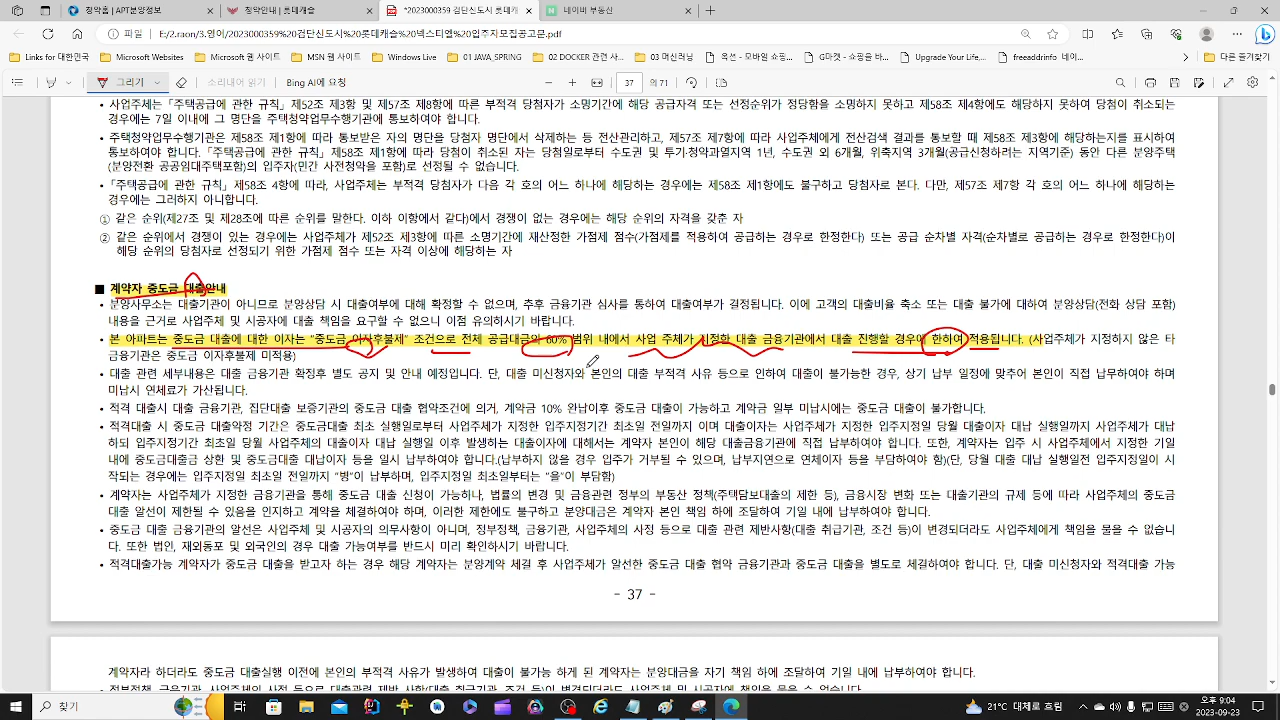 청약홈 | APT분양정보
청약안내 | 롯데캐슬
*2023000359 검단신도시 롯데캐
네이버 부동산
파일 E:/2.raon/3.영이/2023000359%20검단신도시%20롯데캐슬%20넥스티엘%20입주자모집공고문.pdf
Links for 대한민국
Microsoft Websites
Microsoft 웹 사이트
MSN 웹 사이트
Windows Live
01 JAVA_SPRING
02 DOCKER 관련 사...
03 머신러닝
옥션 - 모바일 쇼핑...
G마켓 - 쇼핑을 바...
Upgrade Your Life,...
freeaddrinfo 네이...
다른 즐겨찾기
그리기
소리내어 읽기
Bing AI에 요청
37 의 71
• 사업주체는「주택공급에 관한 규칙」제52조 제3항 및 제57조 제8항에 따른 부적격 당첨자가 소명기간에 해당 공급자격 또는 선정순위가 정당함을 소명하지 못하고 제58조 제4항에도 해당하지 못하여 당첨이 취소되는
경우에는 7일 이내에 그 명단을 주택청약업무수행기관에 통보하여야 합니다.
• 주택청약업무수행기관은 제58조 제1항에 따라 통보받은 자의 명단을 당첨자 명단에서 삭제하는 등 전산관리하고, 제57조 제7항에 따라 사업주체에게 전산검색 결과를 통보할 때 제58조 제3항에 해당하는지를 표시하여
통보하여야 합니다.「주택공급에 관한 규칙」제58조 제1항에 따라 당첨이 취소된 자는 당첨일로부터 수도권 및 투기·청약과열지역 1년, 수도권 외 6개월, 위축지역 3개월(공급신청하려는 지역기준) 동안 다른 분양주택
(분양전환 공공임대주택포함)의 입주자(민간 사전청약을 포함)로 선정될 수 없습니다.
•「주택공급에 관한 규칙」제58조 4항에 따라, 사업주체는 부적격 당첨자가 다음 각 호의 어느 하나에 해당하는 경우에는 제58조 제1항에도 불구하고 당첨자로 본다. 다만, 제57조 제7항 각 호의 어느 하나에 해당하는
경우에는 그러하지 아니합니다.
① 같은 순위(제27조 및 제28조에 따른 순위를 말한다. 이하 이항에서 같다)에서 경쟁이 없는 경우에는 해당 순위의 자격을 갖춘 자
② 같은 순위에서 경쟁이 있는 경우에는 사업주체가 제52조 제3항에 따른 소명기간에 재산정한 가점제 점수(가점제를 적용하여 공급하는 경우로 한정한다) 또는 공급 순차별 자격(순차별로 공급하는 경우로 한정한다)이
해당 순위의 당첨자로 선정되기 위한 가점제 점수 또는 자격 이상에 해당하는 자
■ 계약자 중도금 대출안내
• 분양사무소는 대출기관이 아니므로 분양상담 시 대출여부에 대해 확정할 수 없으며, 추후 금융기관 심사를 통하여 대출여부가 결정됩니다. 이에 고객의 대출비율 축소 또는 대출 불가에 대하여 분양상담(전화 상담 포함)
내용을 근거로 사업주체 및 시공자에 대출 책임을 요구할 수 없으니 이점 유의하시기 바랍니다.
• 본 아파트는 중도금 대출에 대한 이자는 “중도금 이자후불제” 조건으로 전체 공급대금의 60% 범위 내에서 사업 주체가 지정한 대출 금융기관에서 대출 진행할 경우에 한하여 적용됩니다. (사업주체가 지정하지 않은 타
금융기관은 중도금 이자후불제 미적용)
• 대출 관련 세부내용은 대출 금융기관 확정후 별도 공지 및 안내 예정입니다. 단, 대출 미신청자와 본인의 대출 부적격 사유 등으로 인하여 대출이 불가능한 경우, 상기 납부 일정에 맞추어 본인이 직접 납무하여야 하며
미납시 연체료가 가산됩니다.
• 적격 대출시 대출 금융기관, 집단대출 보증기관의 중도금 대출 협약조건에 의거, 계약금 10% 완납이후 중도금 대출이 가능하고 계약금 일부 미납시에는 중도금 대출이 불가합니다.
• 적격대출 시 중도금 대출약정 기간은 중도금대출 최초 실행일로부터 사업주체가 지정한 입주지정기간 최초일 전일까지 이며 대출이자는 사업주체가 지정한 입주지정일 당월 대출이자 대납 실행일까지 사업주체가 대납
하되 입주지정기간 최초일 당월 사업주체의 대출이자 대납 실행일 이후 발생하는 대출이자에 대해서는 계약자 본인이 해당 대출금융기관에 직접 납부하여야 합니다. 또한, 계약자는 입주 시 사업주체에서 지정한 기일
내에 중도금대출금 상환 및 중도금대출 대납이자 등을 일시 납부하여야 합니다.(납부하지 않을 경우 입주가 거부될 수 있으며, 납부지연으로 연체이자 등을 부담하여야 함)(단, 당월 대출 대납 실행일전 입주지정일이 시
작되는 경우에는 입주지정일 최초일 전일까지 “병”이 납부하며, 입주지정일 최초일부터는 “을”이 부담함)
• 계약자는 사업주체가 지정한 금융기관을 통해 중도금 대출 신청이 가능하나, 법률의 변경 및 금융관련 정부의 부동산 정책(주택담보대출의 제한 등), 금융시장 변화 또는 대출기관의 규제 등에 따라 사업주체의 중도금
대출 알선이 제한될 수 있음을 인지하고 계약을 체결하여야 하며, 이러한 제한에도 불구하고 분양대금은 계약자 본인 책임 하에 조달하여 기일 내에 납부하여야 합니다.
• 중도금 대출 금융기관의 알선은 사업주체 및 시공자의 의무사항이 아니며, 정부정책, 금융기관, 사업주체의 사정 등으로 대출 관련 제반사항(대출 취급기관, 조건 등)이 변경되더라도 사업주체에게 책임을 물을 수 없습니
다. 또한 법인, 재외동포 및 외국인의 경우 대출 가능여부를 반드시 미리 확인하시기 바랍니다.
• 적격대출가능 계약자가 중도금 대출을 받고자 하는 경우 해당 계약자는 분양계약 체결 후 사업주체가 알선한 중도금 대출 협약 금융기관과 중도금 대출을 별도로 체결하여야 합니다. 단, 대출 미신청자와 적격대출 가능
- 37 -
계약자라 하더라도 중도금 대출실행 이전에 본인의 부적격 사유가 발생하여 대출이 불가능 하게 된 계약자는 분양대금을 자기 책임 하에 조달하여 기일 내에 납부하여야 합니다.
찾기
21°C 대체로 흐림
오후 9:04
2023-09-23